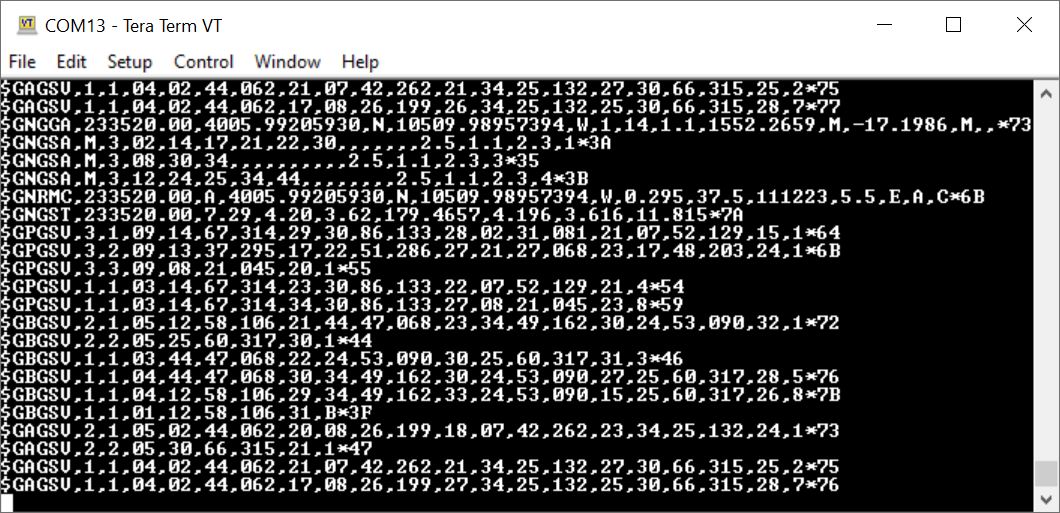 COM13 - Tera Term VT
File Edit Setup Control Window Help
$GAGSV,1,1,04,02,44,062,21,07,42,262,21,34,25,132,27,30,66,315,25,2*75
$GAGSV,1,1,04,02,44,062,17,08,26,199,26,34,25,132,25,30,66,315,28,7*77
$GNGGA,233520.00,4005.99205930,N,10509.98957394,W,1,14,1.1,1552.2659,M,-17.1986,M,,*73
$GNGSA,M,3,02,14,17,21,22,30,,,,,,,2.5,1.1,2.3,1*3A
$GNGSA,M,3,08,30,34,,,,,,,,,,2.5,1.1,2.3,3*35
$GNGSA,M,3,12,24,25,34,44,,,,,,,,2.5,1.1,2.3,4*3B
$GNRMC,233520.00,A,4005.99205930,N,10509.98957394,W,0.295,37.5,111223,5.5,E,A,C*6B
$GNGST,233520.00,7.29,4.20,3.62,179.4657,4.196,3.616,11.815*7A
$GPGSV,3,1,09,14,67,314,29,30,86,133,28,02,31,081,21,07,52,129,15,1*64
$GPGSV,3,2,09,13,37,295,17,22,51,286,27,21,27,068,23,17,48,203,24,1*6B
$GPGSV,3,3,09,08,21,045,20,1*55
$GPGSV,1,1,03,14,67,314,23,30,86,133,22,07,52,129,21,4*54
$GPGSV,1,1,03,14,67,314,34,30,86,133,27,08,21,045,23,8*59
$GBGSV,2,1,05,12,58,106,21,44,47,068,23,34,49,162,30,24,53,090,32,1*72
$GBGSV,2,2,05,25,60,317,30,1*44
$GBGSV,1,1,03,44,47,068,22,24,53,090,30,25,60,317,31,3*46
$GBGSV,1,1,04,44,47,068,30,34,49,162,30,24,53,090,27,25,60,317,28,5*76
$GBGSV,1,1,04,12,58,106,29,34,49,162,33,24,53,090,15,25,60,317,26,8*7B
$GBGSV,1,1,01,12,58,106,31,B*3F
$GAGSV,2,1,05,02,44,062,20,08,26,199,18,07,42,262,23,34,25,132,24,1*73
$GAGSV,2,2,05,30,66,315,21,1*47
$GAGSV,1,1,04,02,44,062,21,07,42,262,21,34,25,132,27,30,66,315,25,2*75
$GAGSV,1,1,04,02,44,062,17,08,26,199,27,34,25,132,25,30,66,315,28,7*76